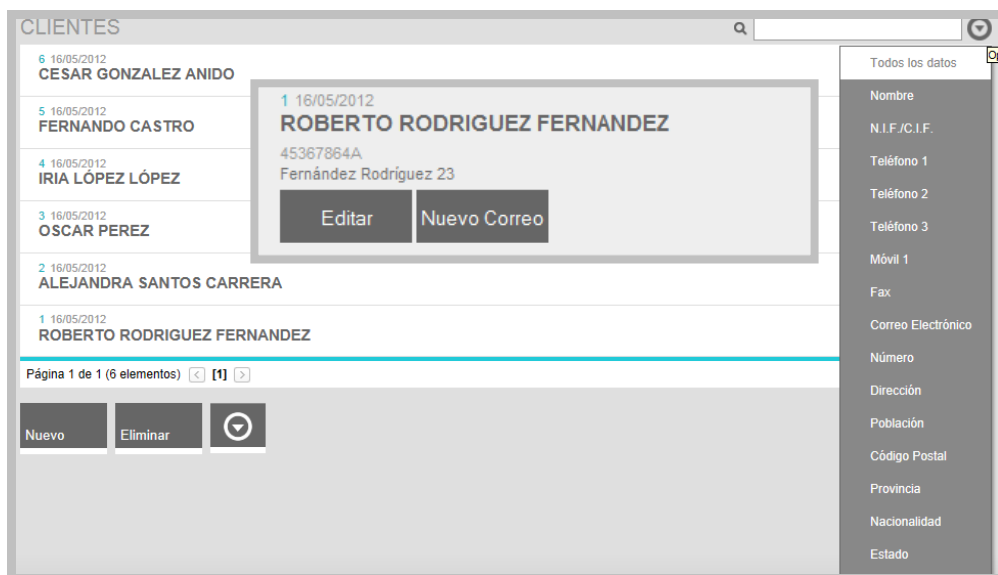 CLIENTES
6 16/05/2012
CESAR GONZALEZ ANIDO
5 16/05/2012
FERNANDO CASTRO
4 16/05/2012
IRIA LÓPEZ LÓPEZ
3 16/05/2012
OSCAR PEREZ
2 16/05/2012
ALEJANDRA SANTOS CARRERA
1 16/05/2012
ROBERTO RODRIGUEZ FERNANDEZ
Página 1 de 1 (6 elementos) < [1] >
Nuevo
Eliminar
1 16/05/2012
ROBERTO RODRIGUEZ FERNANDEZ
45367864A
Fernández Rodríguez 23
Editar
Nuevo Correo
Todos los datos
Nombre
N.I.F./C.I.F.
Teléfono 1
Teléfono 2
Teléfono 3
Móvil 1
Fax
Correo Electrónico
Número
Dirección
Población
Código Postal
Provincia
Nacionalidad
Estado